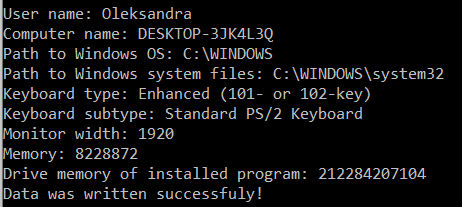 User name: Oleksandra
Computer name: DESKTOP-3JK4L3Q
Path to Windows OS: C:\WINDOWS
Path to Windows system files: C:\WINDOWS\system32
Keyboard type: Enhanced (101- or 102-key)
Keyboard subtype: Standard PS/2 Keyboard
Monitor width: 1920
Memory: 8228872
Drive memory of installed program: 212284207104
Data was written successfuly!